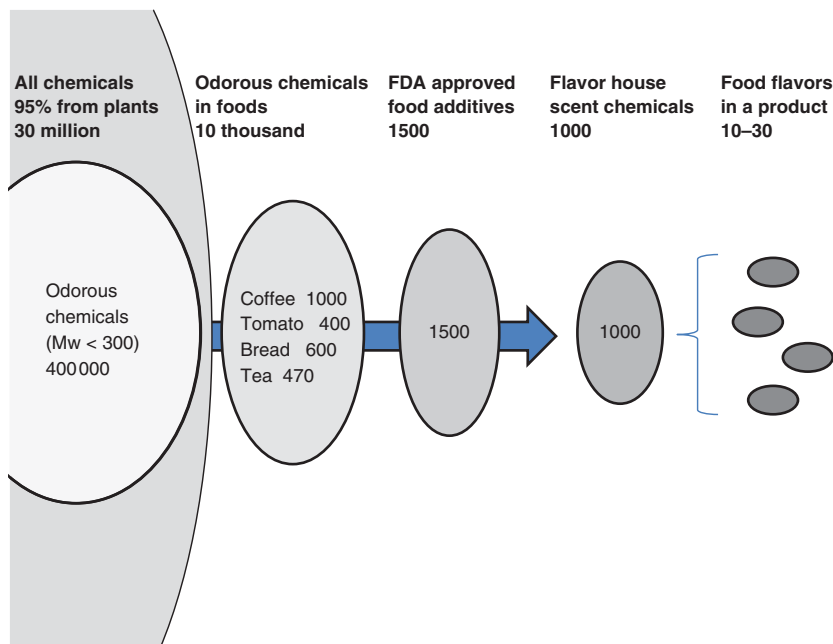 All chemicals
95% from plants
30 million
Odorous chemicals
in foods
10 thousand
FDA approved
food additives
1500
Flavor house
scent chemicals
1000
Food flavors
in a product
10–30
Odorous
chemicals
(Mw < 300)
400 000
Coffee 1000
Tomato 400
Bread 600
Tea 470
1500
1000